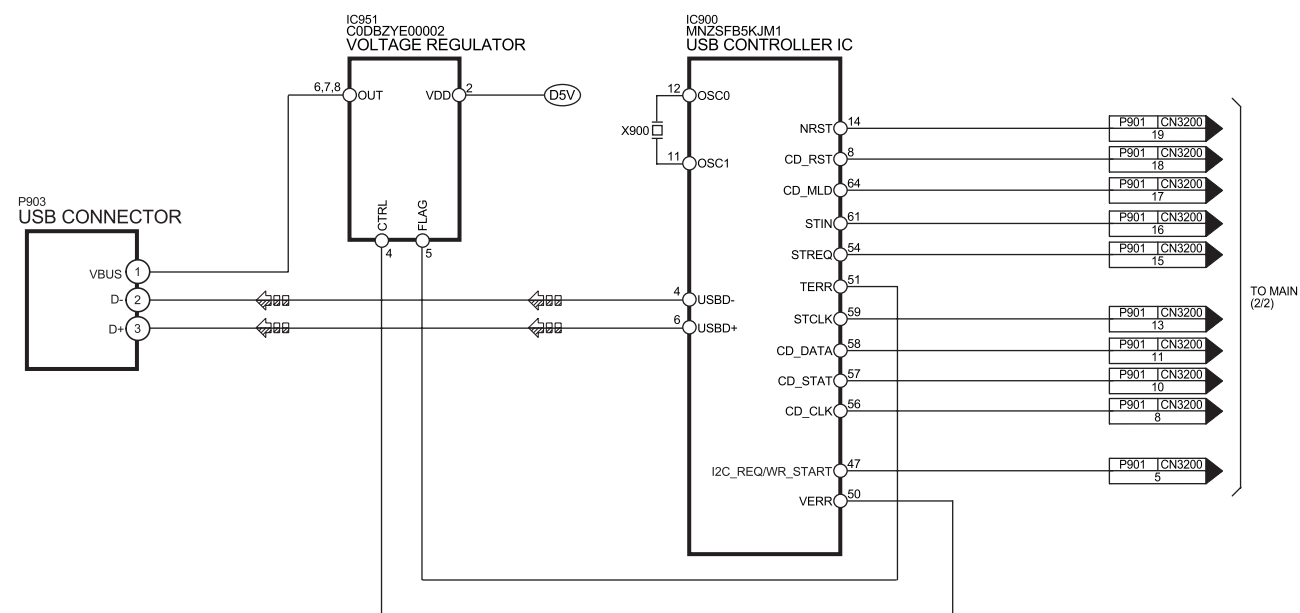 IC951
C0DBZYE00002
VOLTAGE REGULATOR
6,7,8
OUT
VDD
2
D5V
CTRL
FLAG
4
5
P903
USB CONNECTOR
VBUS
1
D-
2
D+
3
IC900
MNZSFB5KJM1
USB CONTROLLER IC
12
OSC0
X900
11
OSC1
4
USBD-
6
USBD+
NRST
14
P901
CN3200
19
CD_RST
8
P901
CN3200
18
CD_MLD
64
P901
CN3200
17
STIN
61
P901
CN3200
16
STREQ
54
P901
CN3200
15
TERR
51
STCLK
59
P901
CN3200
13
CD_DATA
58
P901
CN3200
11
CD_STAT
57
P901
CN3200
10
CD_CLK
56
P901
CN3200
8
I2C_REQ/WR_START
47
P901
CN3200
5
VERR
50
TO MAIN
(2/2)